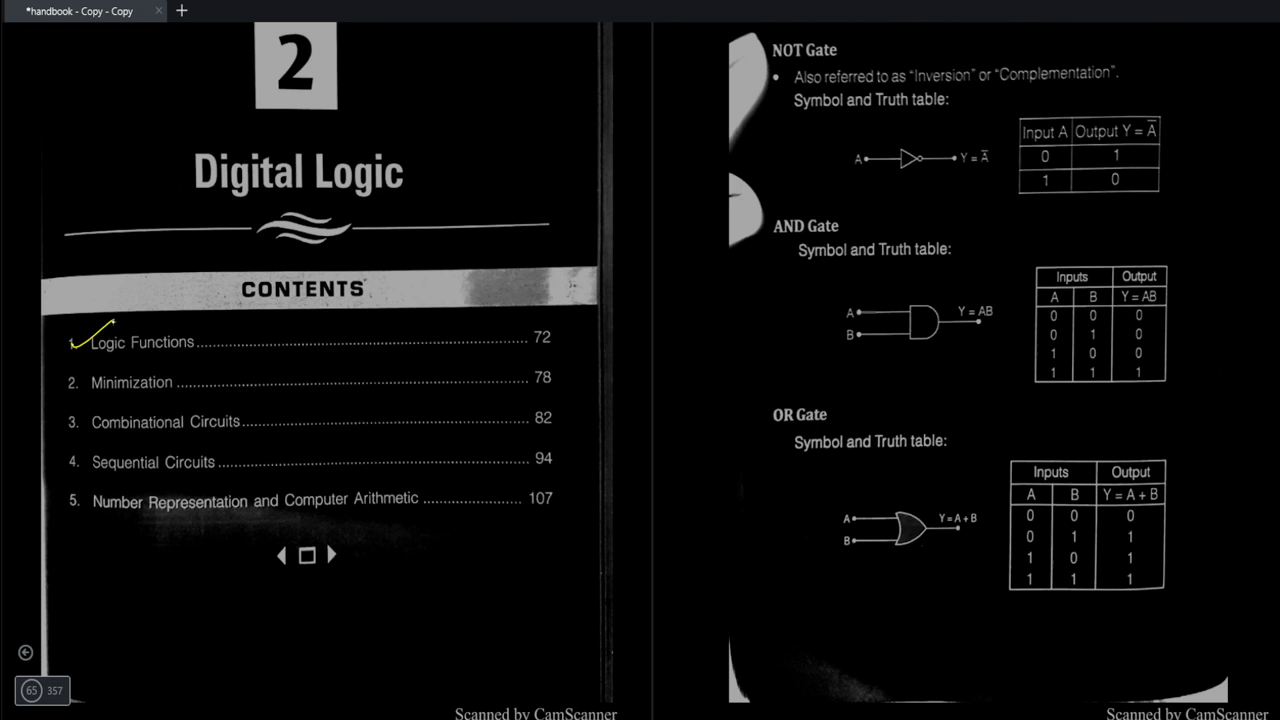 *handbook - Copy - Copy
2
Digital Logic
CONTENTS
1. Logic Functions ........ 72
2. Minimization ........ 78
3. Combinational Circuits ........ 82
4. Sequential Circuits ........ 94
5. Number Representation and Computer Arithmetic ........ 107
65 357
Scanned by CamScanner
NOT Gate
• Also referred to as "Inversion" or "Complementation".
Symbol and Truth table:
A Y = A̅
Input A Output Y = A̅
0 1
1 0
AND Gate
Symbol and Truth table:
A
B
Y = AB
Inputs Output
A B Y = AB
0 0 0
0 1 0
1 0 0
1 1 1
OR Gate
Symbol and Truth table:
A
B
Y = A + B
Inputs Output
A B Y = A + B
0 0 0
0 1 1
1 0 1
1 1 1
Scanned by CamScanner